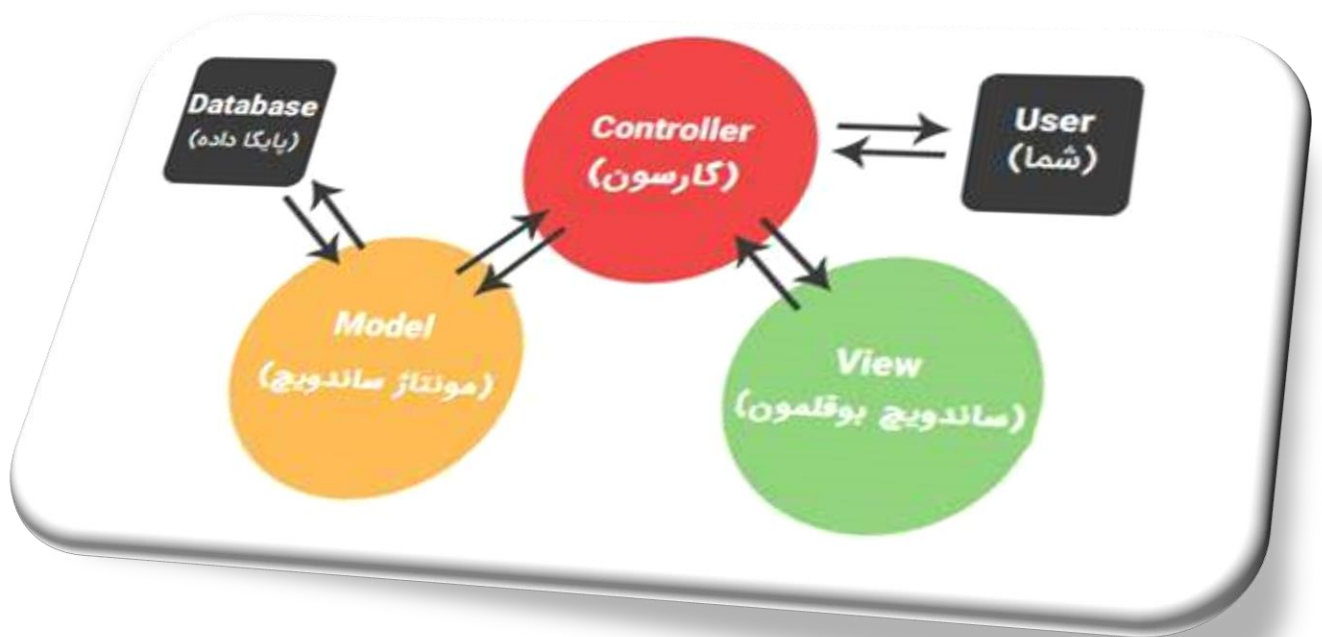 Database
(پایگا داده)
Controller
(گارسون)
User
(شما)
Model
(مونتاژ ساندویچ)
View
(ساندویچ بوقلمون)